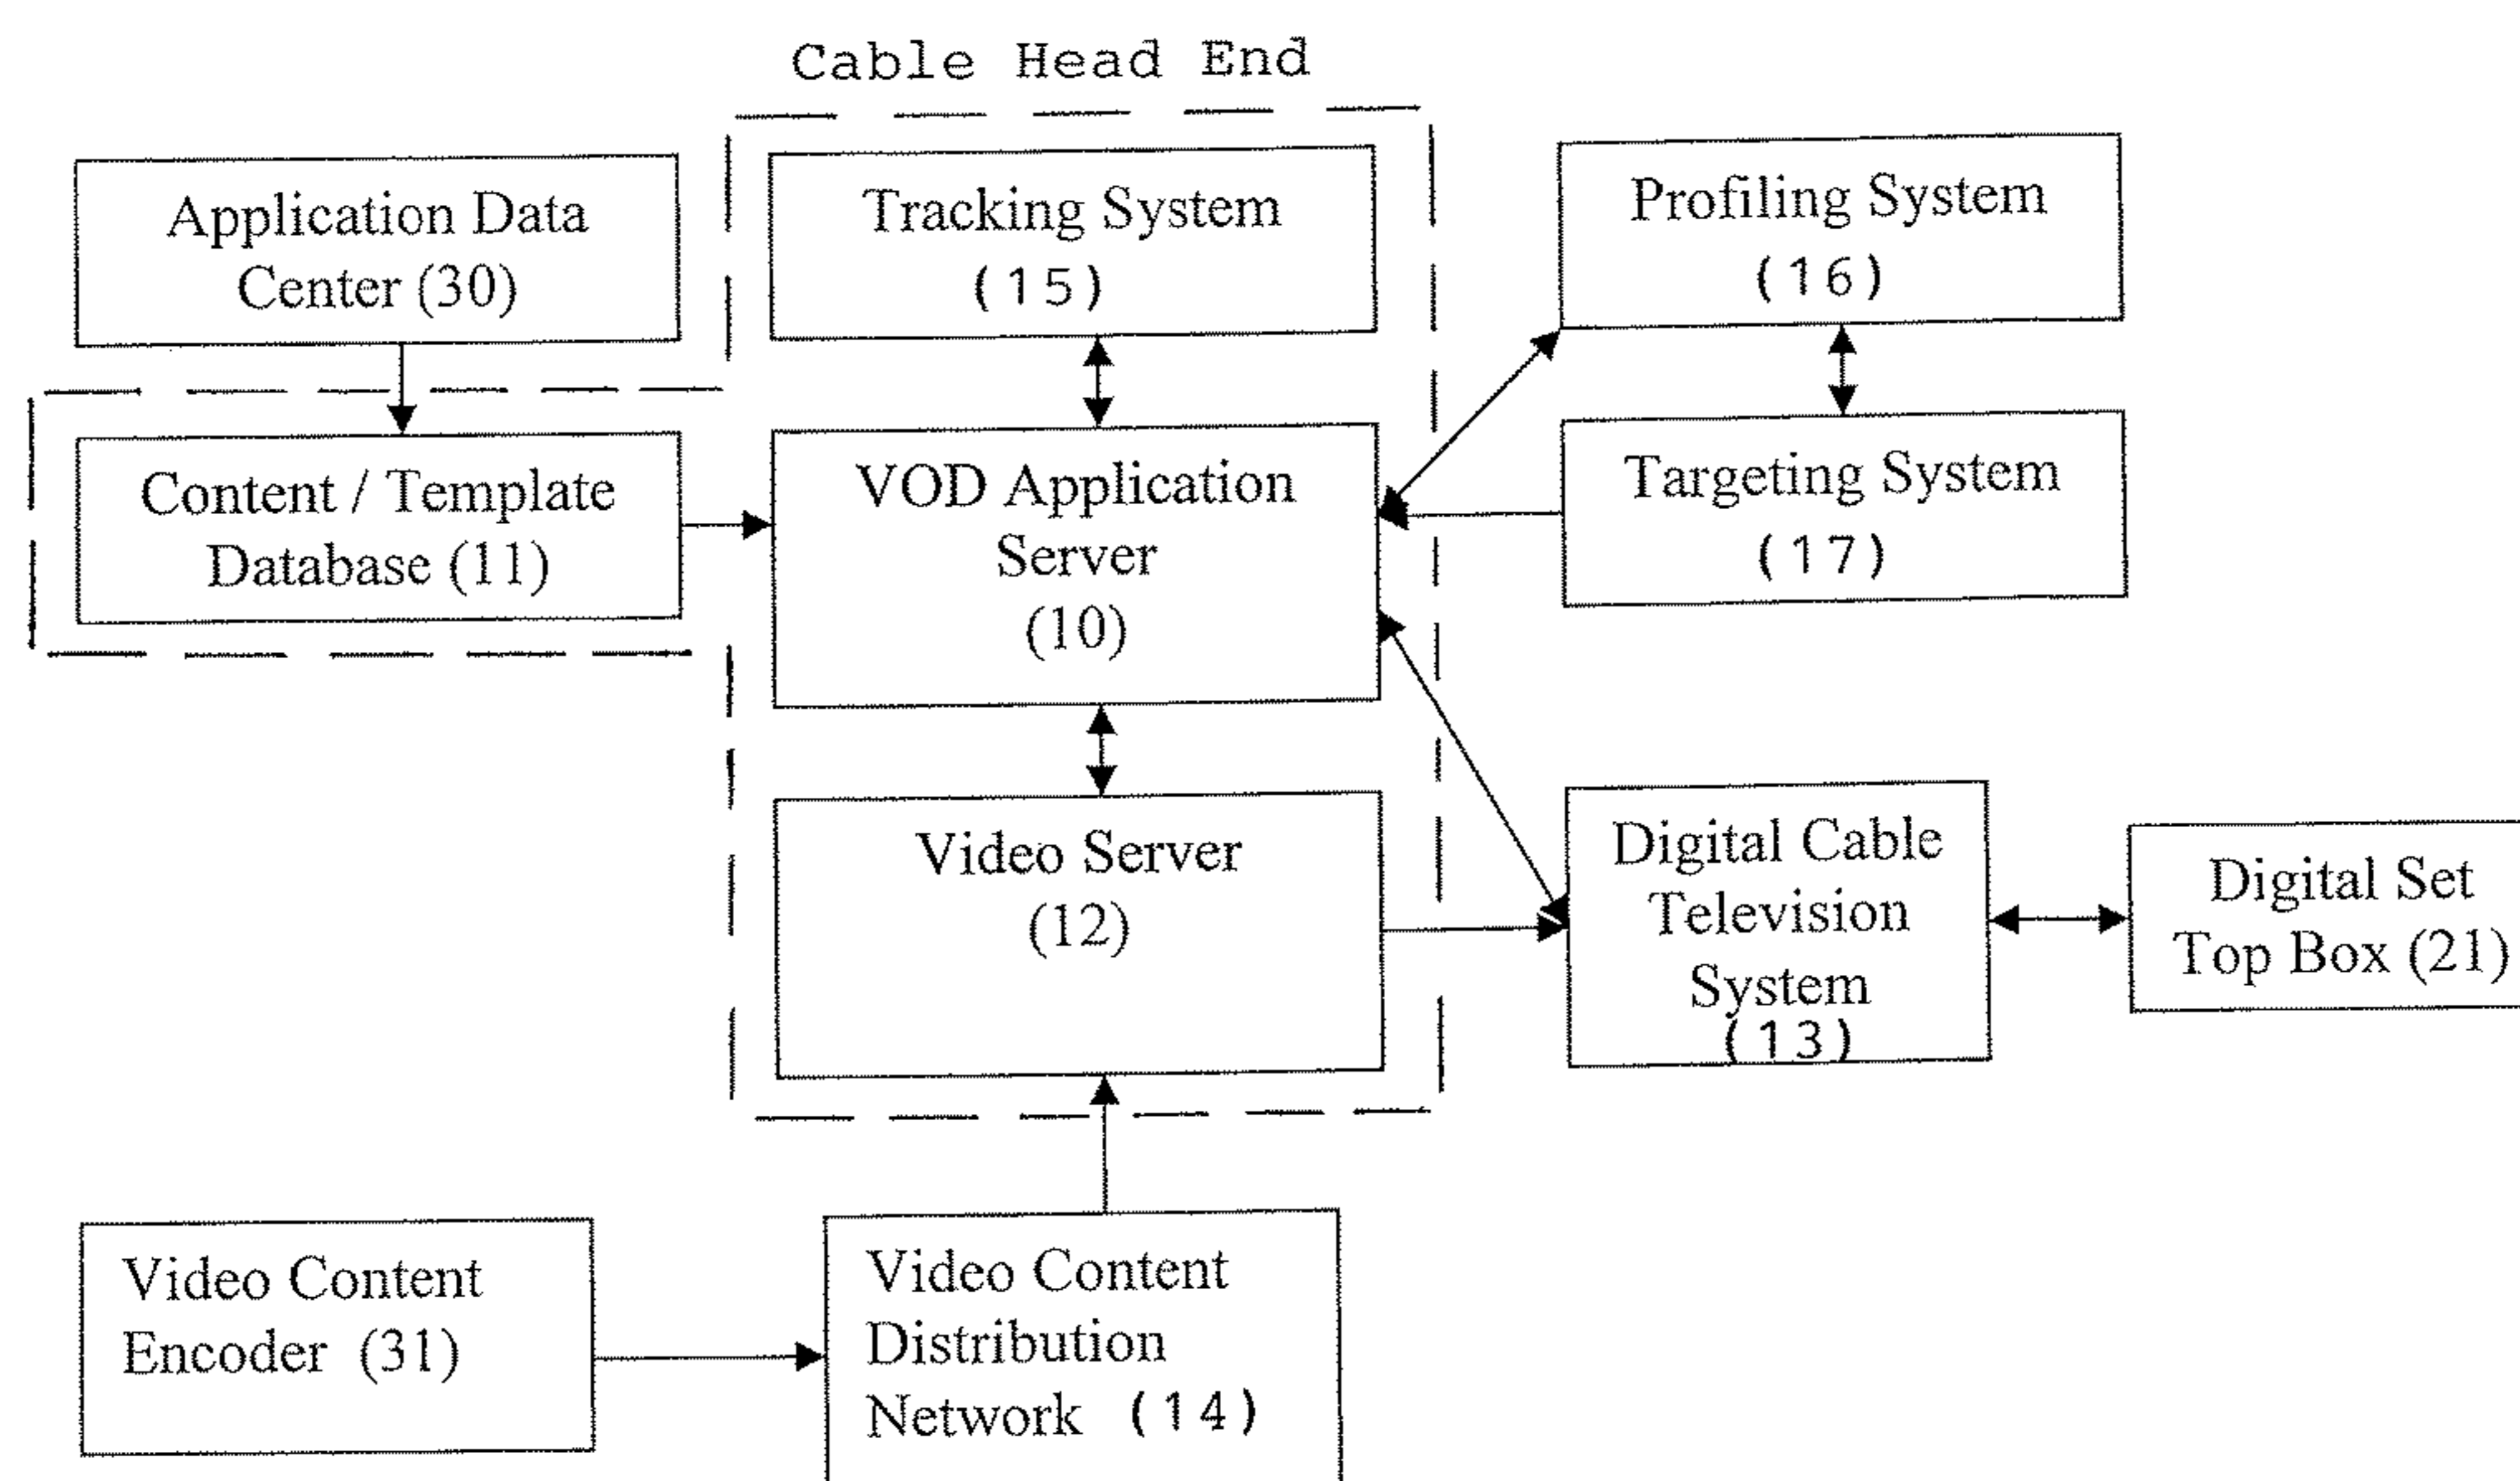 Cable Head End
Application Data
Center (30)
Tracking System
(15)
Profiling System
(16)
Content / Template
Database (11)
VOD Application
Server
(10)
Targeting System
(17)
Video Server
(12)
Digital Cable
Television
System
(13)
Digital Set
Top Box (21)
Video Content
Encoder (31)
Video Content
Distribution
Network (14)